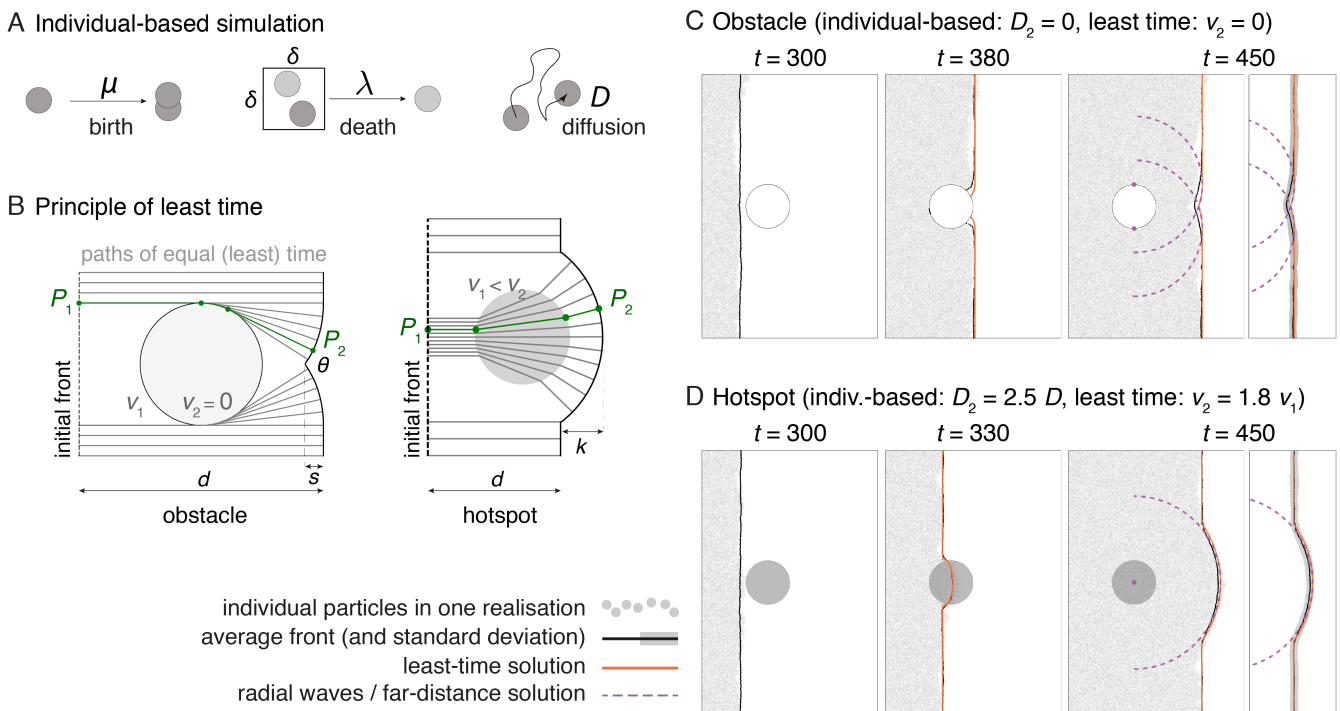 A Individual-based simulation
μ
birth
δ
δ
λ
death
D
diffusion
B Principle of least time
paths of equal (least) time
P1
P2
θ
v1
v2 = 0
initial front
s
d
obstacle
v1 < v2
P1
P2
initial front
k
d
hotspot
individual particles in one realisation
average front (and standard deviation)
least-time solution
radial waves / far-distance solution
C Obstacle (individual-based: D2 = 0, least time: v2 = 0)
t = 300
t = 380
t = 450
D Hotspot (indiv.-based: D2 = 2.5 D, least time: v2 = 1.8 v1)
t = 300
t = 330
t = 450